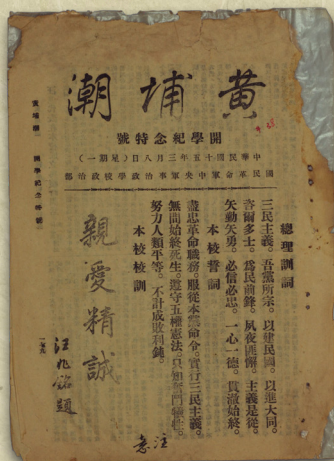 黃埔潮
開學紀念特號
中華民國十五年三月八日(星期一)
國民革命軍中央軍事政治學校政治部
總理訓詞
三民主義。吾黨所宗。以建民國。以進大同。
咨爾多士。為民前鋒。夙夜匪懈。主義是從。
矢勤矢勇。必信必忠。一心一德。貫澈始終。
本校誓詞
盡忠革命職務。服從本黨命令。實行三民主義。
無間始終死生。遵守五權憲法。只知奮鬥犧牲。
努力人類平等。不計成敗利鈍。
本校校訓
親愛精誠
汪兆銘題
黃埔潮
開學紀念特號
注意